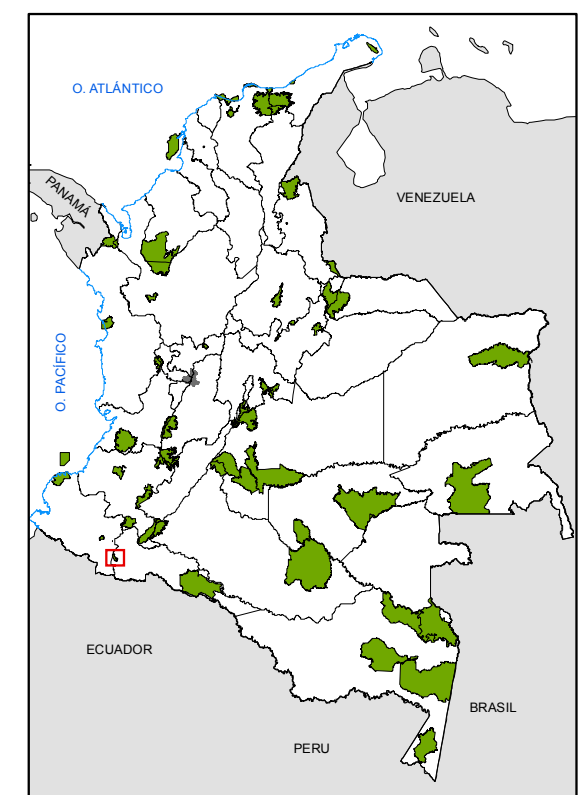 O. ATLÁNTICO
PANAMÁ
VENEZUELA
O. PACÍFICO
ECUADOR
BRASIL
PERU